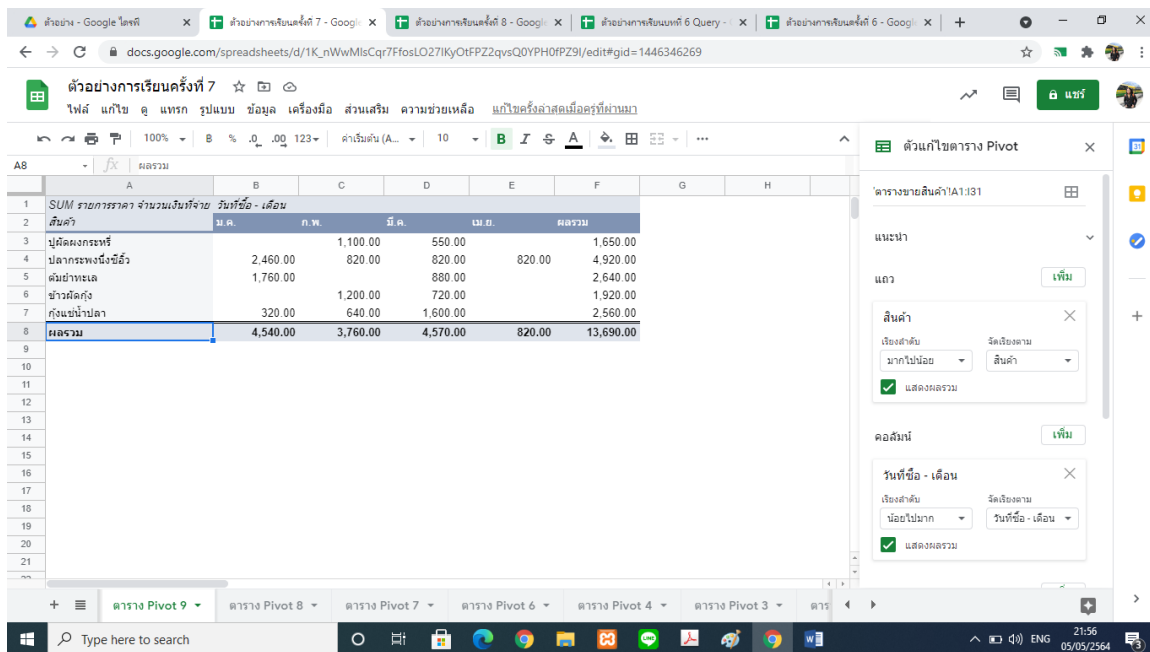 ตัวอย่าง - Google ไดรฟ์
ตัวอย่างการเรียนครั้งที่ 7 - Google
ตัวอย่างการเรียนครั้งที่ 8 - Google
ตัวอย่างการเรียนบทที่ 6 Query -
ตัวอย่างการเรียนครั้งที่ 6 - Google
docs.google.com/spreadsheets/d/1K_nWwMlsCqr7FfosLO27lKyOtFPZ2qvsQ0YPH0fPZ9I/edit#gid=1446346269
ตัวอย่างการเรียนครั้งที่ 7
ไฟล์ แก้ไข ดู แทรก รูปแบบ ข้อมูล เครื่องมือ ส่วนเสริม ความช่วยเหลือ แก้ไขครั้งล่าสุดเมื่อครู่ที่ผ่านมา
แชร์
100% B % .0 .00 123 ค่าเริ่มต้น (A... 10 B I S A
A8 fx ผลรวม
A B C D E F G H
1 SUM รายการราคา จำนวนเงินที่จ่าย วันที่ซื้อ - เดือน
2 สินค้า ม.ค. ก.พ. มี.ค. เม.ย. ผลรวม
3 ปูผัดผงกระหรี่ 1,100.00 550.00 1,650.00
4 ปลากระพงนึ่งซีอิ้ว 2,460.00 820.00 820.00 820.00 4,920.00
5 ต้มยำทะเล 1,760.00 880.00 2,640.00
6 ข้าวผัดกุ้ง 1,200.00 720.00 1,920.00
7 กุ้งแช่น้ำปลา 320.00 640.00 1,600.00 2,560.00
8 ผลรวม 4,540.00 3,760.00 4,570.00 820.00 13,690.00
9
10
11
12
13
14
15
16
17
18
19
20
21
ตัวแก้ไขตาราง Pivot
'ตารางขายสินค้า'!A1:I31
แนะนำ
แถว
เพิ่ม
สินค้า
เรียงลำดับ จัดเรียงตาม
มากไปน้อย สินค้า
แสดงผลรวม
คอลัมน์
เพิ่ม
วันที่ซื้อ - เดือน
เรียงลำดับ จัดเรียงตาม
น้อยไปมาก วันที่ซื้อ - เดือน
แสดงผลรวม
31
ตาราง Pivot 9 ตาราง Pivot 8 ตาราง Pivot 7 ตาราง Pivot 6 ตาราง Pivot 4 ตาราง Pivot 3
Type here to search
ENG
21:56
05/05/2564